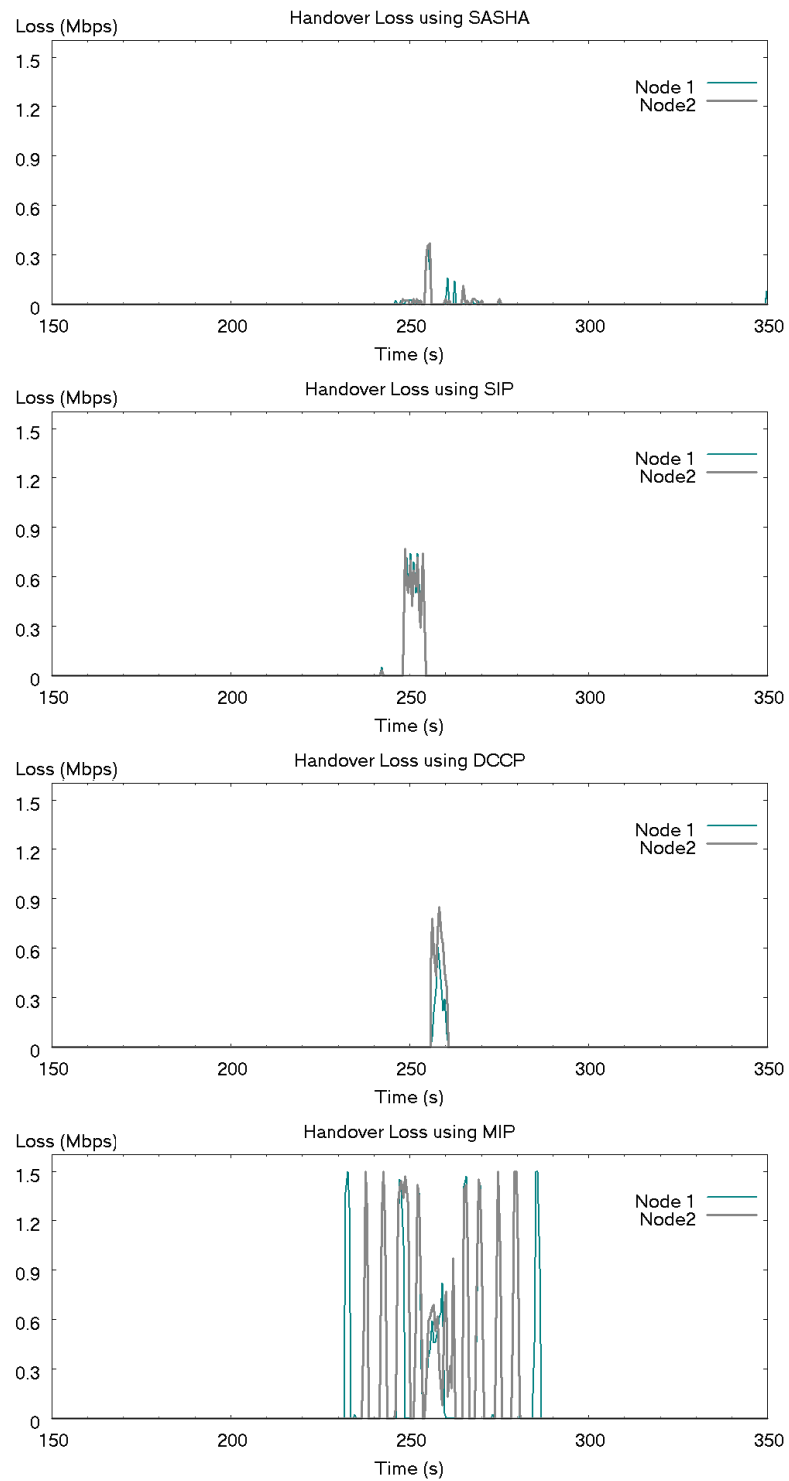 Handover Loss using SASHA
Loss (Mbps)
1.5
1.2
0.9
0.6
0.3
0
Node 1
Node2
150 200 250 300 350
Time (s)
Handover Loss using SIP
Loss (Mbps)
1.5
1.2
0.9
0.6
0.3
0
Node 1
Node2
150 200 250 300 350
Time (s)
Handover Loss using DCCP
Loss (Mbps)
1.5
1.2
0.9
0.6
0.3
0
Node 1
Node2
150 200 250 300 350
Time (s)
Handover Loss using MIP
Loss (Mbps)
1.5
1.2
0.9
0.6
0.3
0
Node 1
Node2
150 200 250 300 350
Time (s)